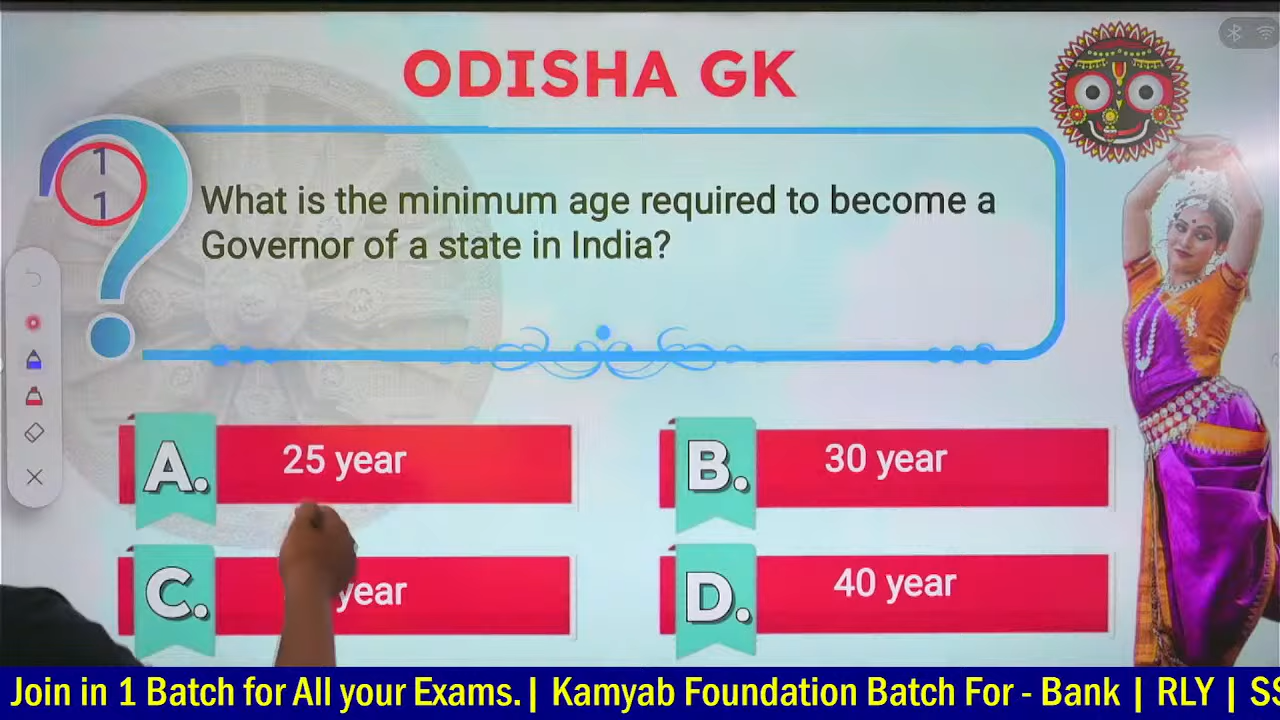 ODISHA GK
1
1
What is the minimum age required to become a
Governor of a state in India?
A. 25 year
B. 30 year
C. year
D. 40 year
Join in 1 Batch for All your Exams. | Kamyab Foundation Batch For - Bank | RLY |